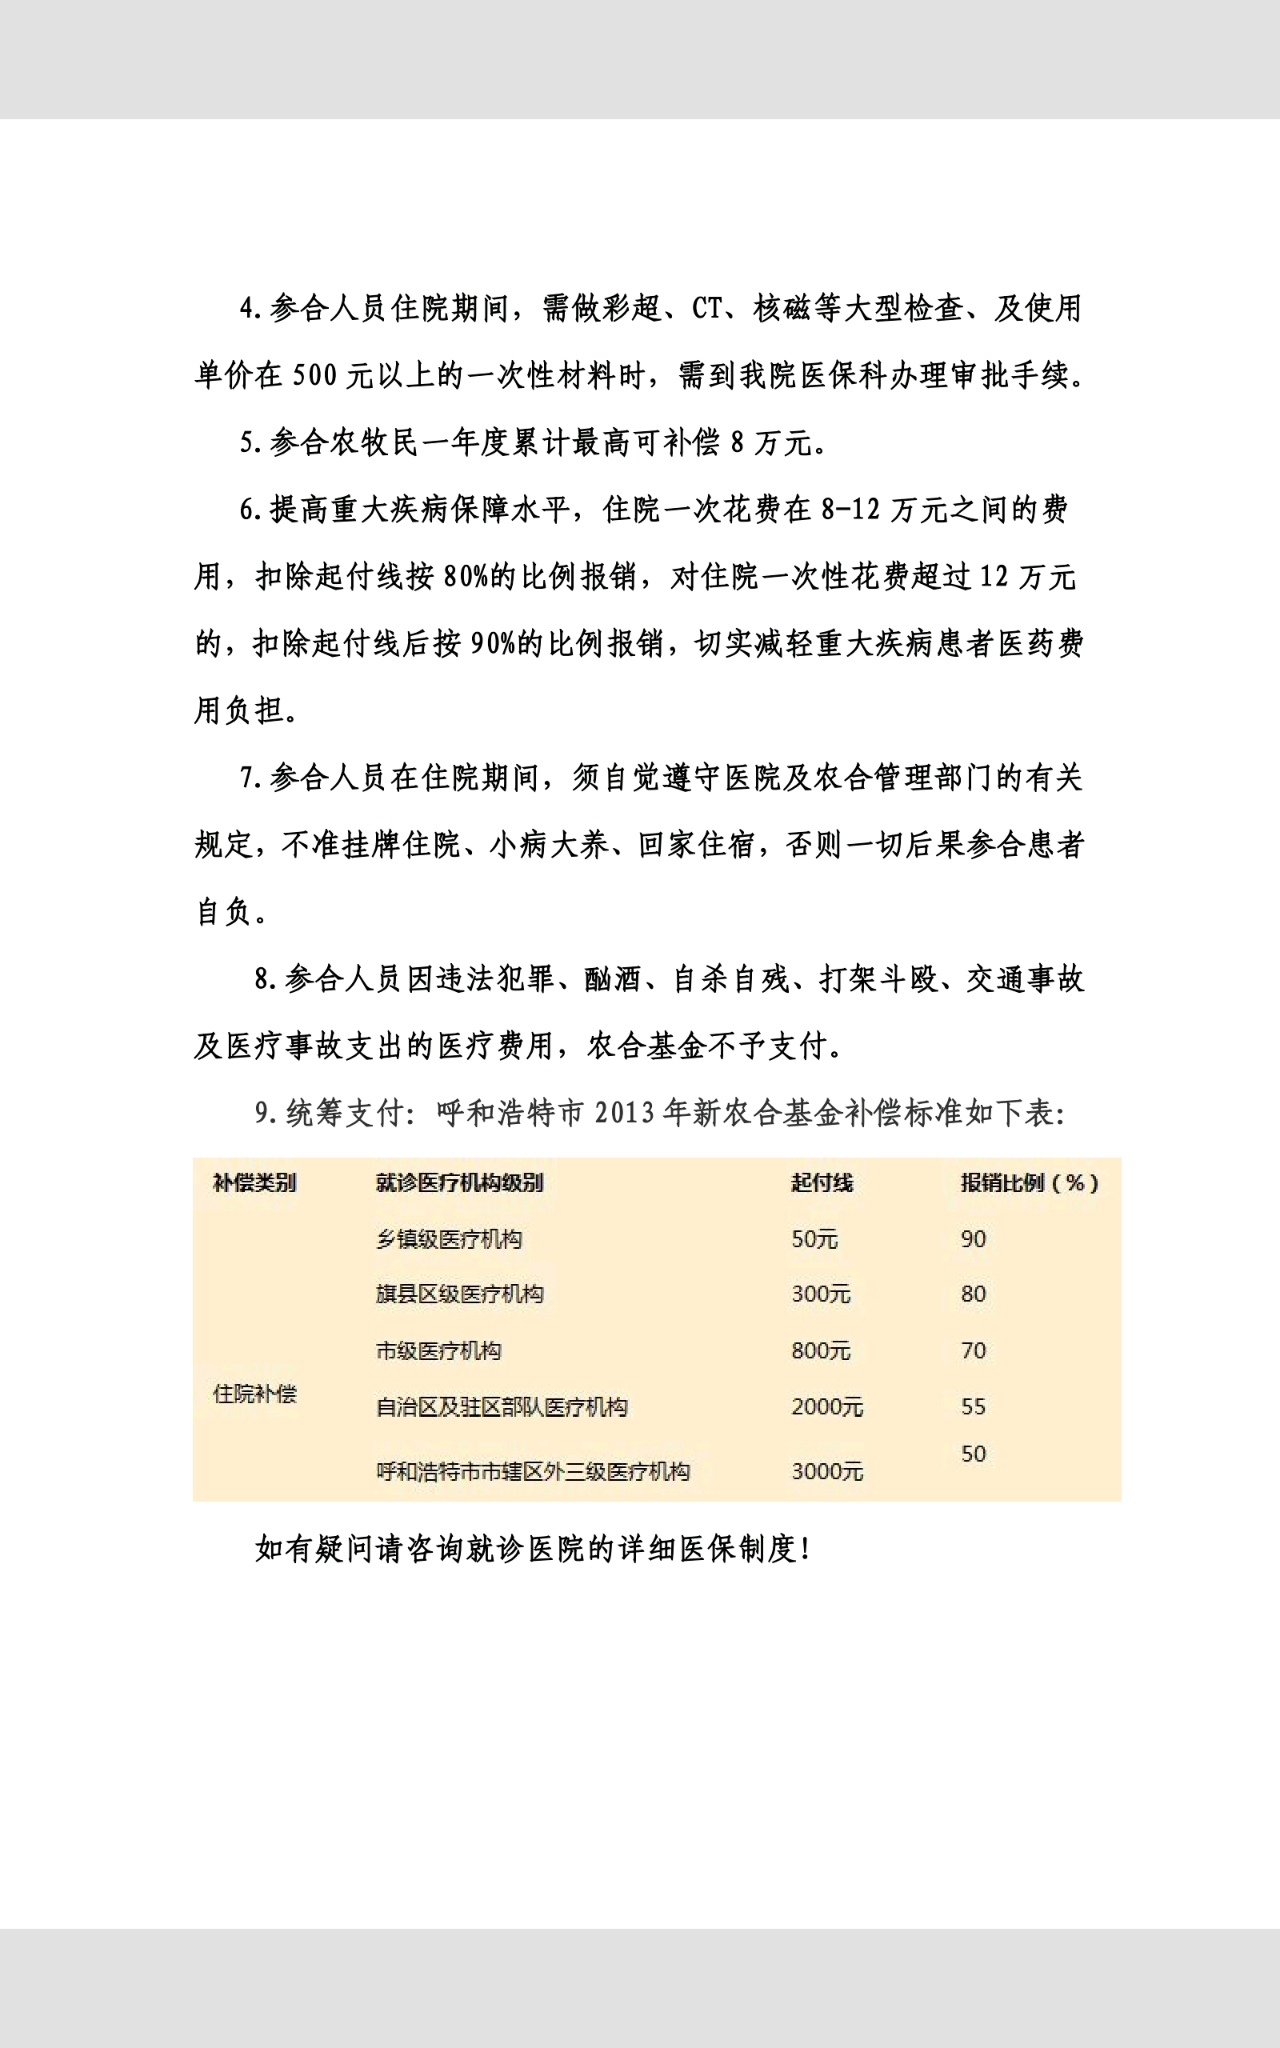 4.参合人员住院期间，需做彩超、CT、核磁等大型检查、及使用
单价在 500 元以上的一次性材料时，需到我院医保科办理审批手续。
5.参合农牧民一年度累计最高可补偿 8 万元。
6.提高重大疾病保障水平，住院一次花费在 8-12 万元之间的费
用，扣除起付线按 80%的比例报销，对住院一次性花费超过 12 万元
的，扣除起付线后按 90%的比例报销，切实减轻重大疾病患者医药费
用负担。
7.参合人员在住院期间，须自觉遵守医院及农合管理部门的有关
规定，不准挂牌住院、小病大养、回家住宿，否则一切后果参合患者
自负。
8.参合人员因违法犯罪、酗酒、自杀自残、打架斗殴、交通事故
及医疗事故支出的医疗费用，农合基金不予支付。
9.统筹支付：呼和浩特市 2013 年新农合基金补偿标准如下表：
补偿类别 就诊医疗机构级别 起付线 报销比例（%）
乡镇级医疗机构 50元 90
旗县区级医疗机构 300元 80
市级医疗机构 800元 70
住院补偿
自治区及驻区部队医疗机构 2000元 55
呼和浩特市市辖区外三级医疗机构 3000元 50
如有疑问请咨询就诊医院的详细医保制度！